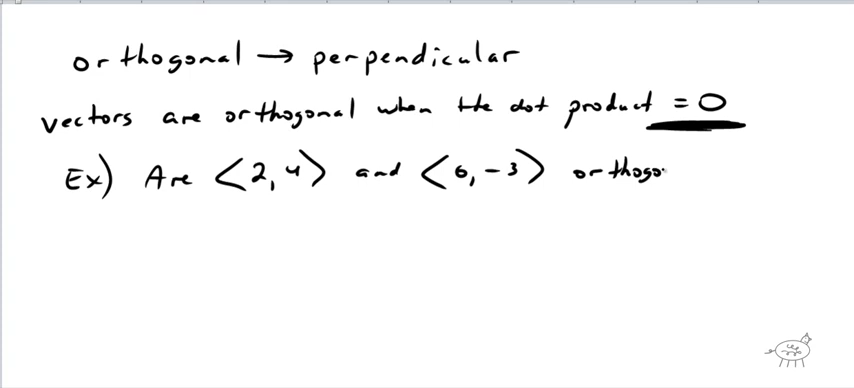 orthogonal → perpendicular
vectors are orthogonal when the dot product = 0
Ex) Are <2, 4> and <6, -3> orthogo